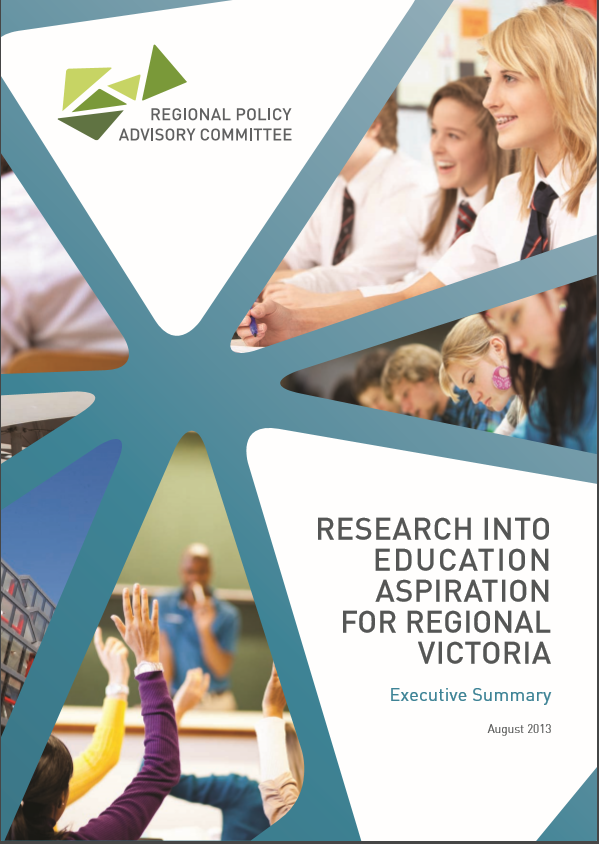 REGIONAL POLICY
ADVISORY COMMITTEE
RESEARCH INTO
EDUCATION
ASPIRATION
FOR REGIONAL
VICTORIA
Executive Summary
August 2013